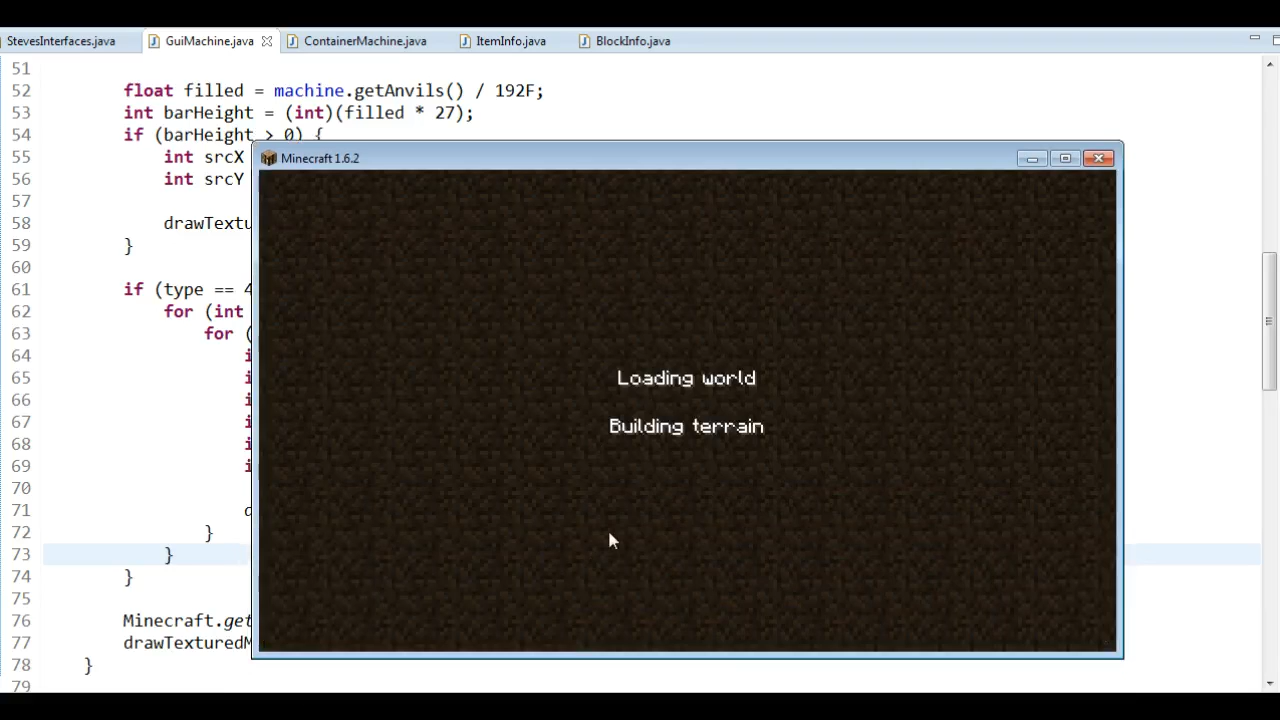 StevesInterfaces.java GuiMachine.java ContainerMachine.java ItemInfo.java BlockInfo.java
51
52 float filled = machine.getAnvils() / 192F;
53 int barHeight = (int)(filled * 27);
54 if (barHeight > 0) {
55 int srcX
56 int srcY
57
58 drawTextu
59 }
60
61 if (type == 4
62 for (int
63 for (
64 i
65 i
66 i
67 i
68 i
69 i
70
71 d
72 }
73 }
74 }
75
76 Minecraft.get
77 drawTexturedM
78 }
79
Minecraft 1.6.2
Loading world
Building terrain